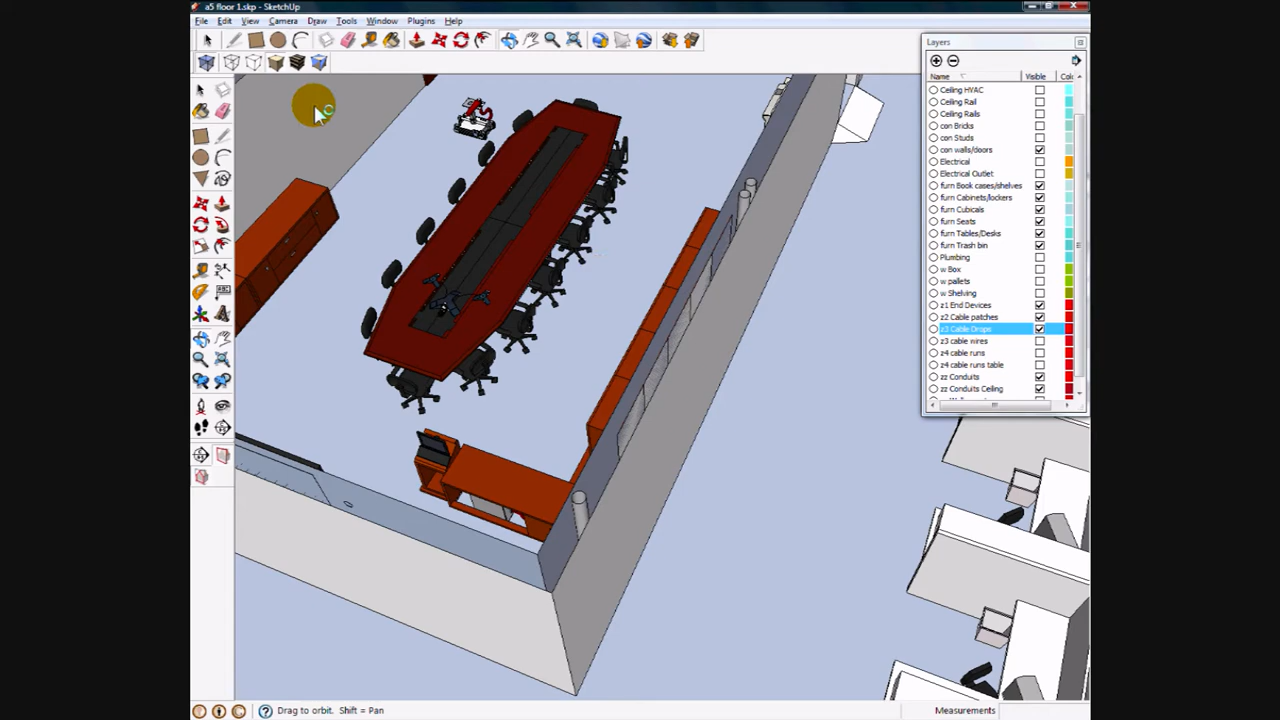 a5 floor 1.skp - SketchUp
File Edit View Camera Draw Tools Window Plugins Help
Layers
Name Visible Colo
Ceiling HVAC
Ceiling Rail
Ceiling Rails
con Bricks
con Studs
con walls/doors
Electrical
Electrical Outlet
furn Book cases/shelves
furn Cabinets/lockers
furn Cubicals
furn Seats
furn Tables/Desks
furn Trash bin
Plumbing
w Box
w pallets
w Shelving
z1 End Devices
z2 Cable patches
z3 Cable Drops
z3 cable wires
z4 cable runs
z4 cable runs table
zz Conduits
zz Conduits Ceiling
Drag to orbit. Shift = Pan
Measurements